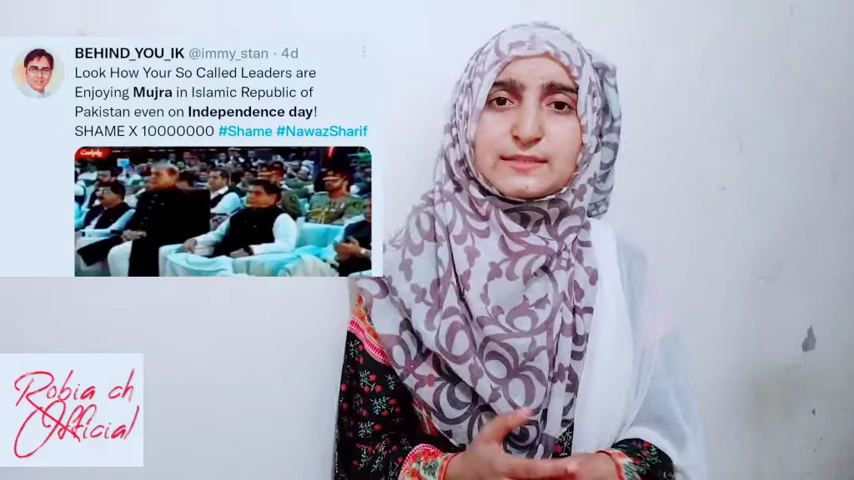 BEHIND_YOU_IK @immy_stan · 4d
Look How Your So Called Leaders are
Enjoying Mujra in Islamic Republic of
Pakistan even on Independence day!
SHAME X 10000000 #Shame #NawazSharif
Robia ch
Official